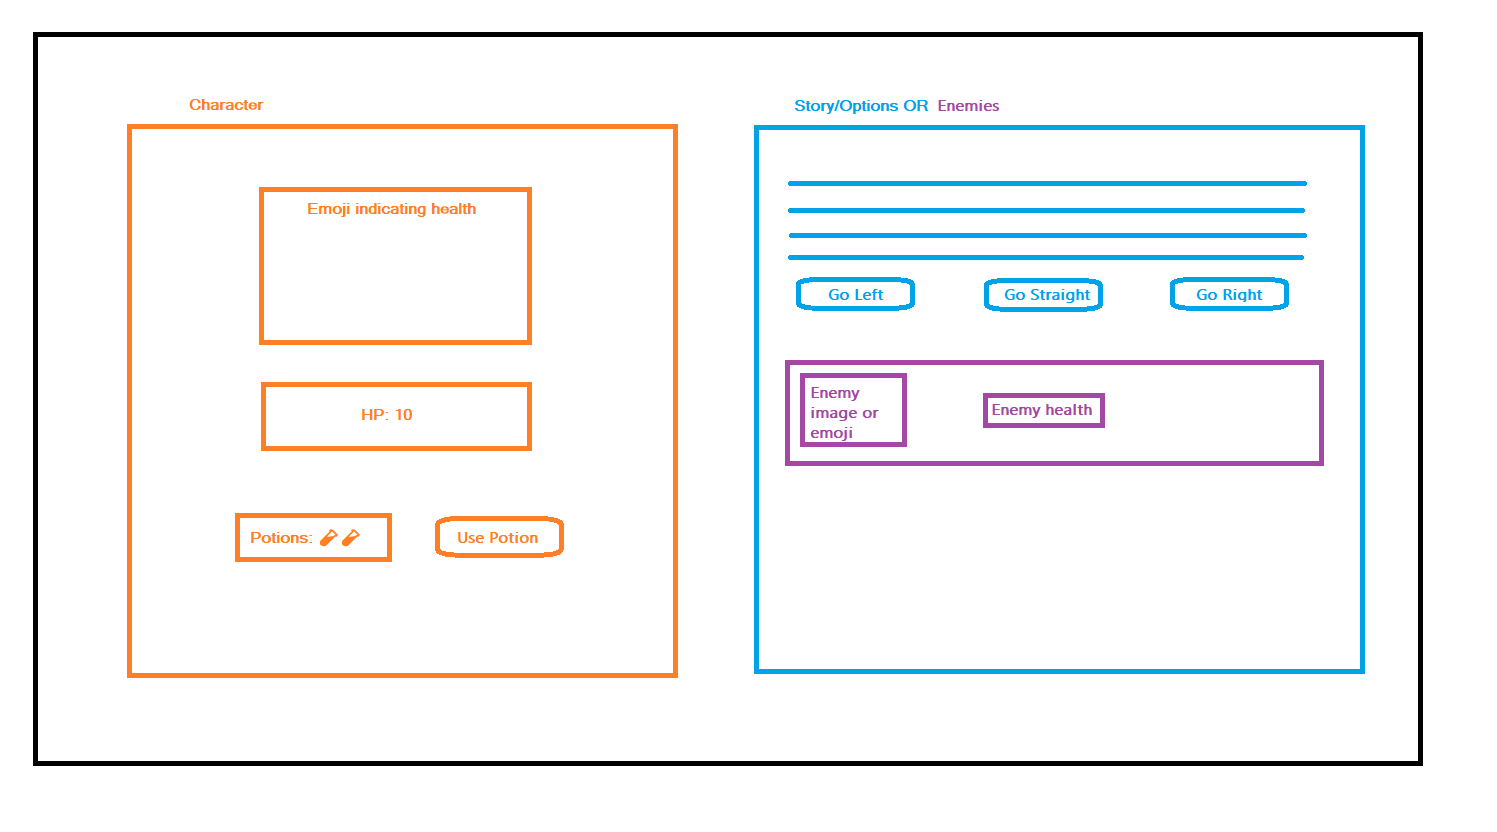 Character
Emoji indicating health
HP: 10
Potions:
Use Potion
Story/Options OR Enemies
Go Left
Go Straight
Go Right
Enemy
image or
emoji
Enemy health